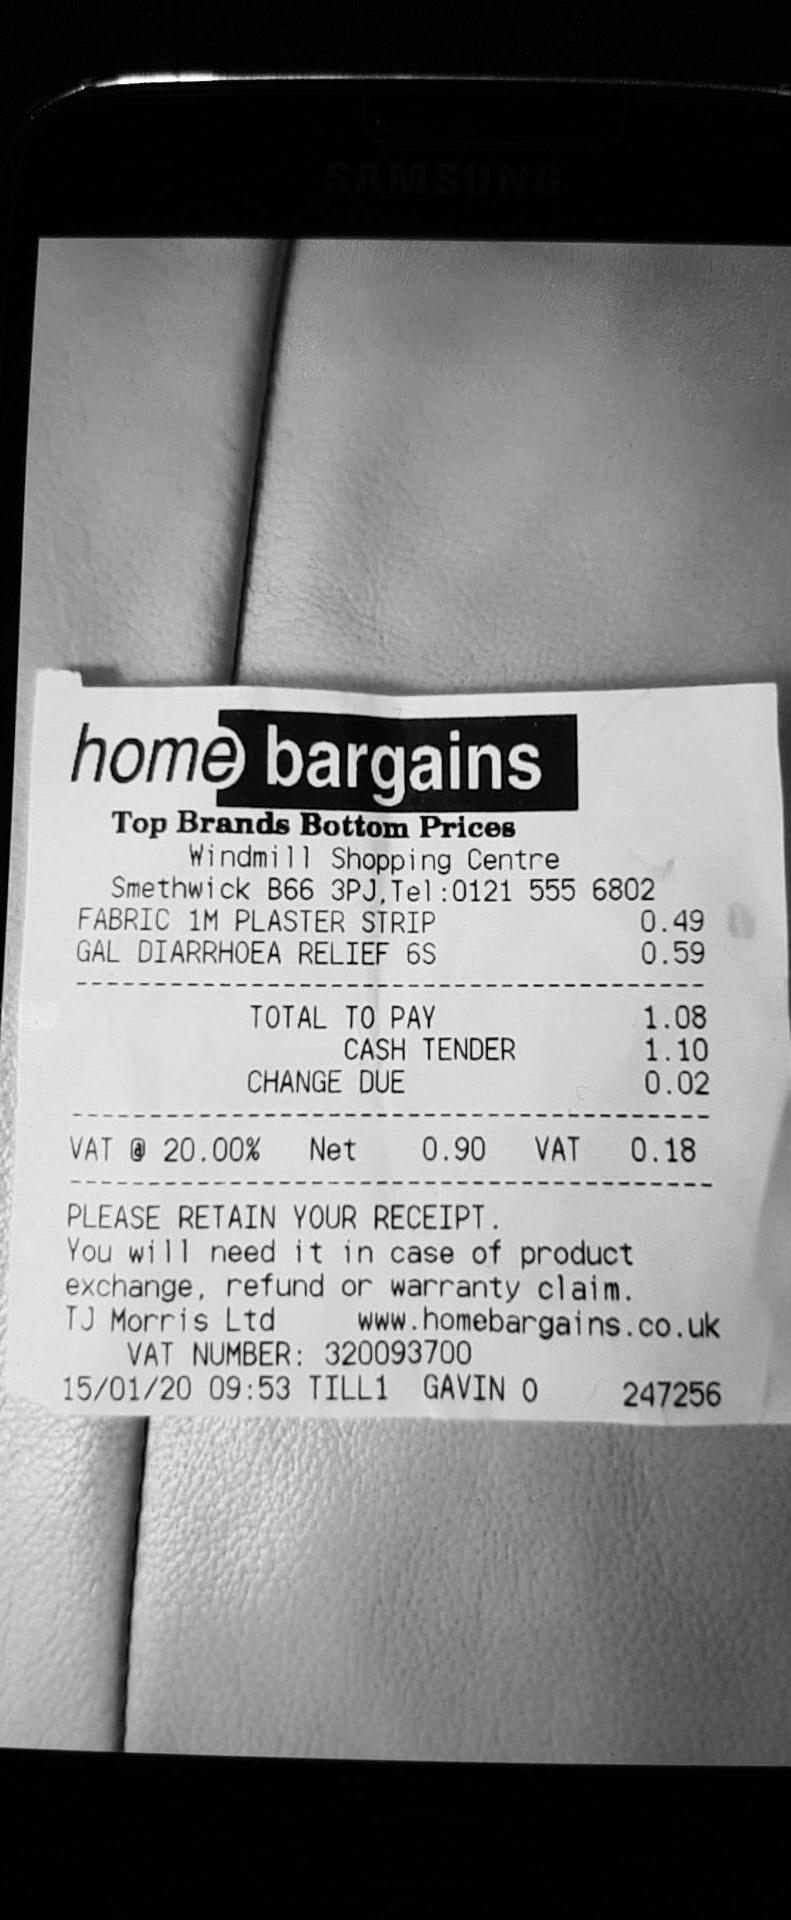 SAMSUNG
home bargains
Top Brands Bottom Prices
Windmill Shopping Centre
Smethwick B66 3PJ,Tel:0121 555 6802
FABRIC 1M PLASTER STRIP 0.49
GAL DIARRHOEA RELIEF 6S 0.59
---------------------------------------
TOTAL TO PAY 1.08
CASH TENDER 1.10
CHANGE DUE 0.02
---------------------------------------
VAT @ 20.00% Net 0.90 VAT 0.18
---------------------------------------
PLEASE RETAIN YOUR RECEIPT.
You will need it in case of product
exchange, refund or warranty claim.
TJ Morris Ltd www.homebargains.co.uk
VAT NUMBER: 320093700
15/01/20 09:53 TILL1 GAVIN O 247256